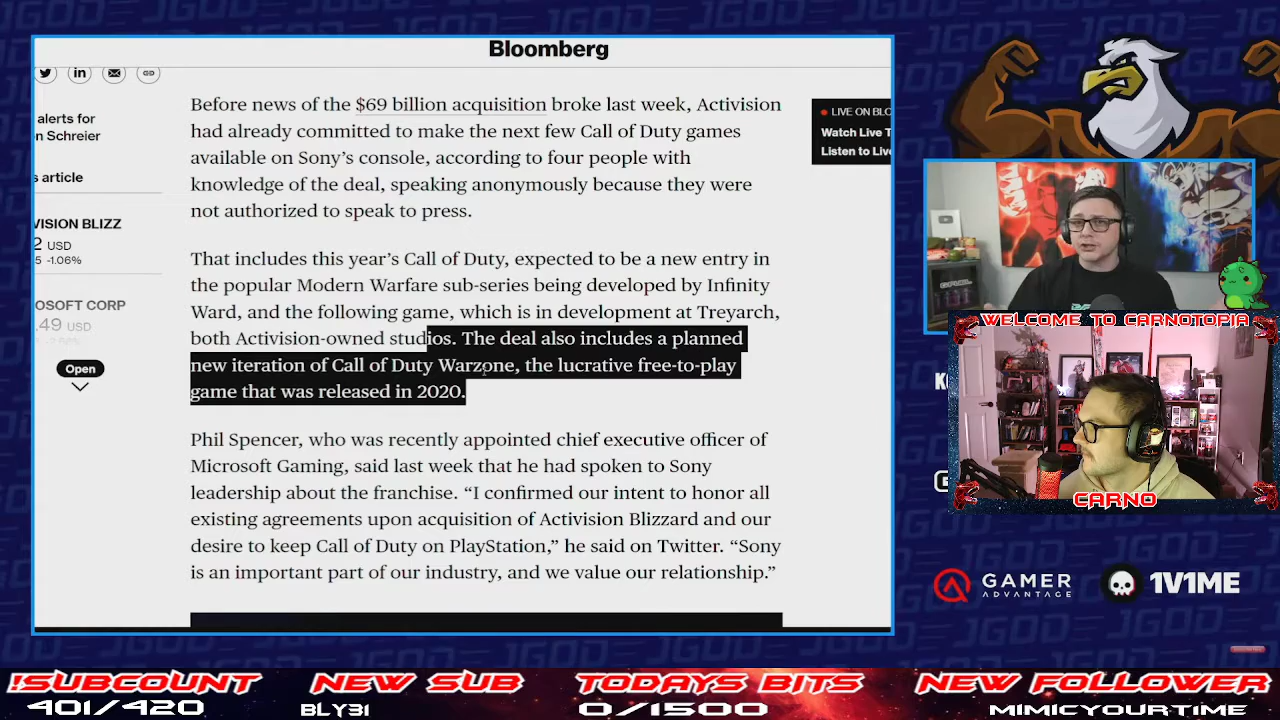 Bloomberg
alerts for
n Schreier
s article
VISION BLIZZ
2 USD
5 -1.06%
OSOFT CORP
.49 USD
Open
Before news of the $69 billion acquisition broke last week, Activision
had already committed to make the next few Call of Duty games
available on Sony’s console, according to four people with
knowledge of the deal, speaking anonymously because they were
not authorized to speak to press.
That includes this year’s Call of Duty, expected to be a new entry in
the popular Modern Warfare sub-series being developed by Infinity
Ward, and the following game, which is in development at Treyarch,
both Activision-owned studios. The deal also includes a planned
new iteration of Call of Duty Warzone, the lucrative free-to-play
game that was released in 2020.
Phil Spencer, who was recently appointed chief executive officer of
Microsoft Gaming, said last week that he had spoken to Sony
leadership about the franchise. “I confirmed our intent to honor all
existing agreements upon acquisition of Activision Blizzard and our
desire to keep Call of Duty on PlayStation,” he said on Twitter. “Sony
is an important part of our industry, and we value our relationship.”
LIVE ON BLO
Watch Live T
Listen to Live
WELCOME TO CARNOTOPIA
CARNO
GAMER
ADVANTAGE
1V1ME
!SUBCOUNT
401/420
NEW SUB
BLY31
TODAYS BITS
0/1500
NEW FOLLOWER
MIMICYOURTIME
JGOD